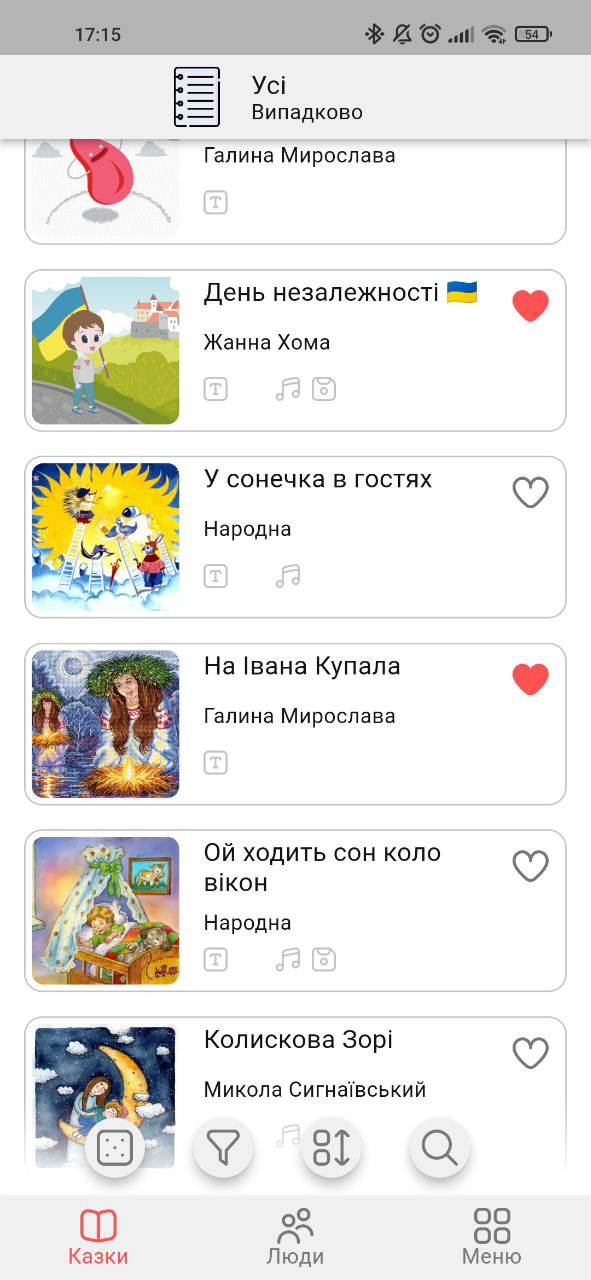 17:15
54
Усі
Випадково
Галина Мирослава
T
День незалежності 🇺🇦
Жанна Хома
T
У сонечка в гостях
Народна
T
На Івана Купала
Галина Мирослава
T
Ой ходить сон коло
вікон
Народна
T
Колискова Зорі
Микола Сигнаївський
Казки
Люди
Меню